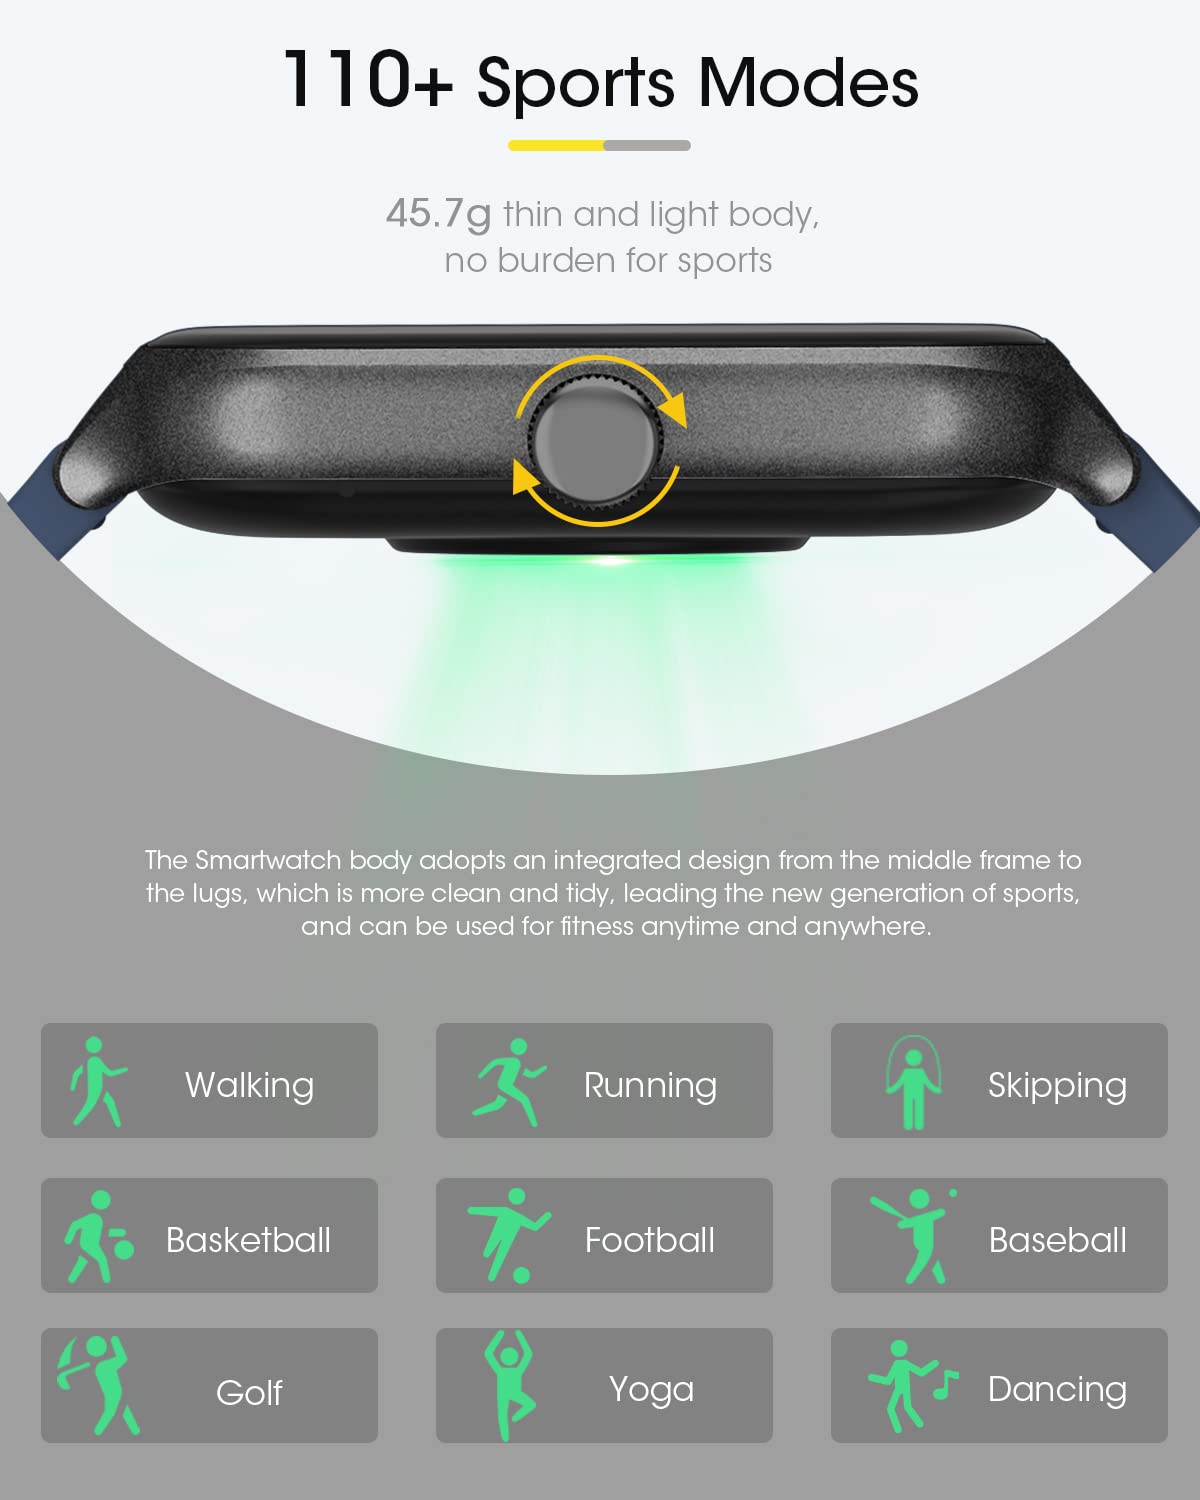 110+ Sports Modes
45.7g thin and light body,
no burden for sports
The Smartwatch body adopts an integrated design from the middle frame to
the lugs, which is more clean and tidy, leading the new generation of sports,
and can be used for fitness anytime and anywhere.
Walking
Running
Skipping
Basketball
Football
Baseball
Golf
Yoga
Dancing